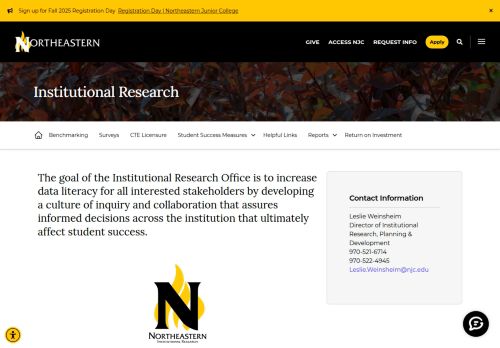 Sign up for Fall 2025 Registration Day Registration Day | Northeastern Junior College ×
NORTHEASTERN
GIVE ACCESS NJC REQUEST INFO Apply
Institutional Research
Benchmarking Surveys CTE Licensure Student Success Measures Helpful Links Reports Return on Investment
The goal of the Institutional Research Office is to increase
data literacy for all interested stakeholders by developing
a culture of inquiry and collaboration that assures
informed decisions across the institution that ultimately
affect student success.
Contact Information
Leslie Weinsheim
Director of Institutional
Research, Planning &
Development
970-521-6714
970-522-4945
Leslie.Weinsheim@njc.edu
N
NORTHEASTERN
INSTITUTIONAL RESEARCH